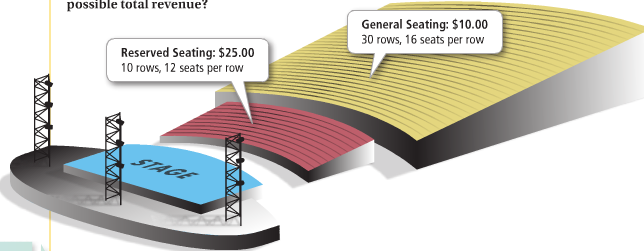 possible total revenue?
General Seating: $10.00
30 rows, 16 seats per row
Reserved Seating: $25.00
10 rows, 12 seats per row
STAGE